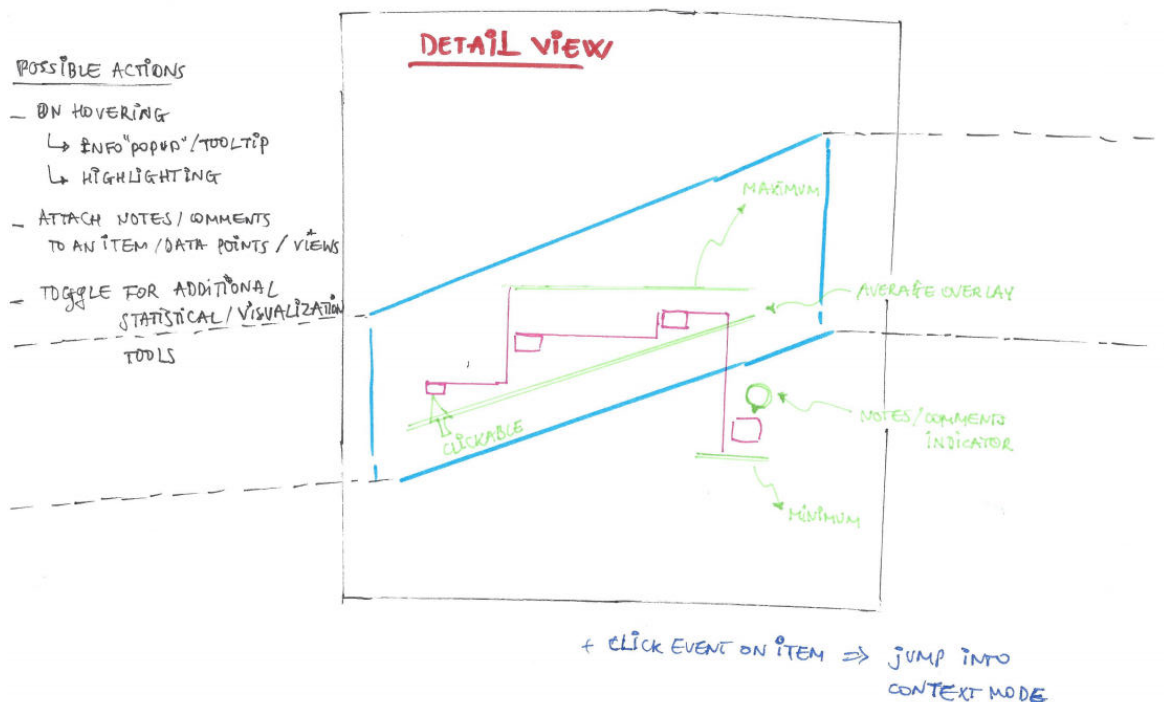 DETAIL VIEW
POSSIBLE ACTIONS
- ON HOVERING
↳ INFO "POPUP"/TOOLTIP
↳ HIGHLIGHTING
- ATTACH NOTES/COMMENTS
TO AN ITEM/DATA POINTS/VIEWS
- TOGGLE FOR ADDITIONAL
STATISTICAL/VISUALIZATION
TOOLS
MAXIMUM
AVERAGE OVERLAY
CLICKABLE
NOTES/COMMENTS
INDICATOR
MINIMUM
+ CLICK EVENT ON ITEM ⇒ JUMP INTO
CONTEXT MODE